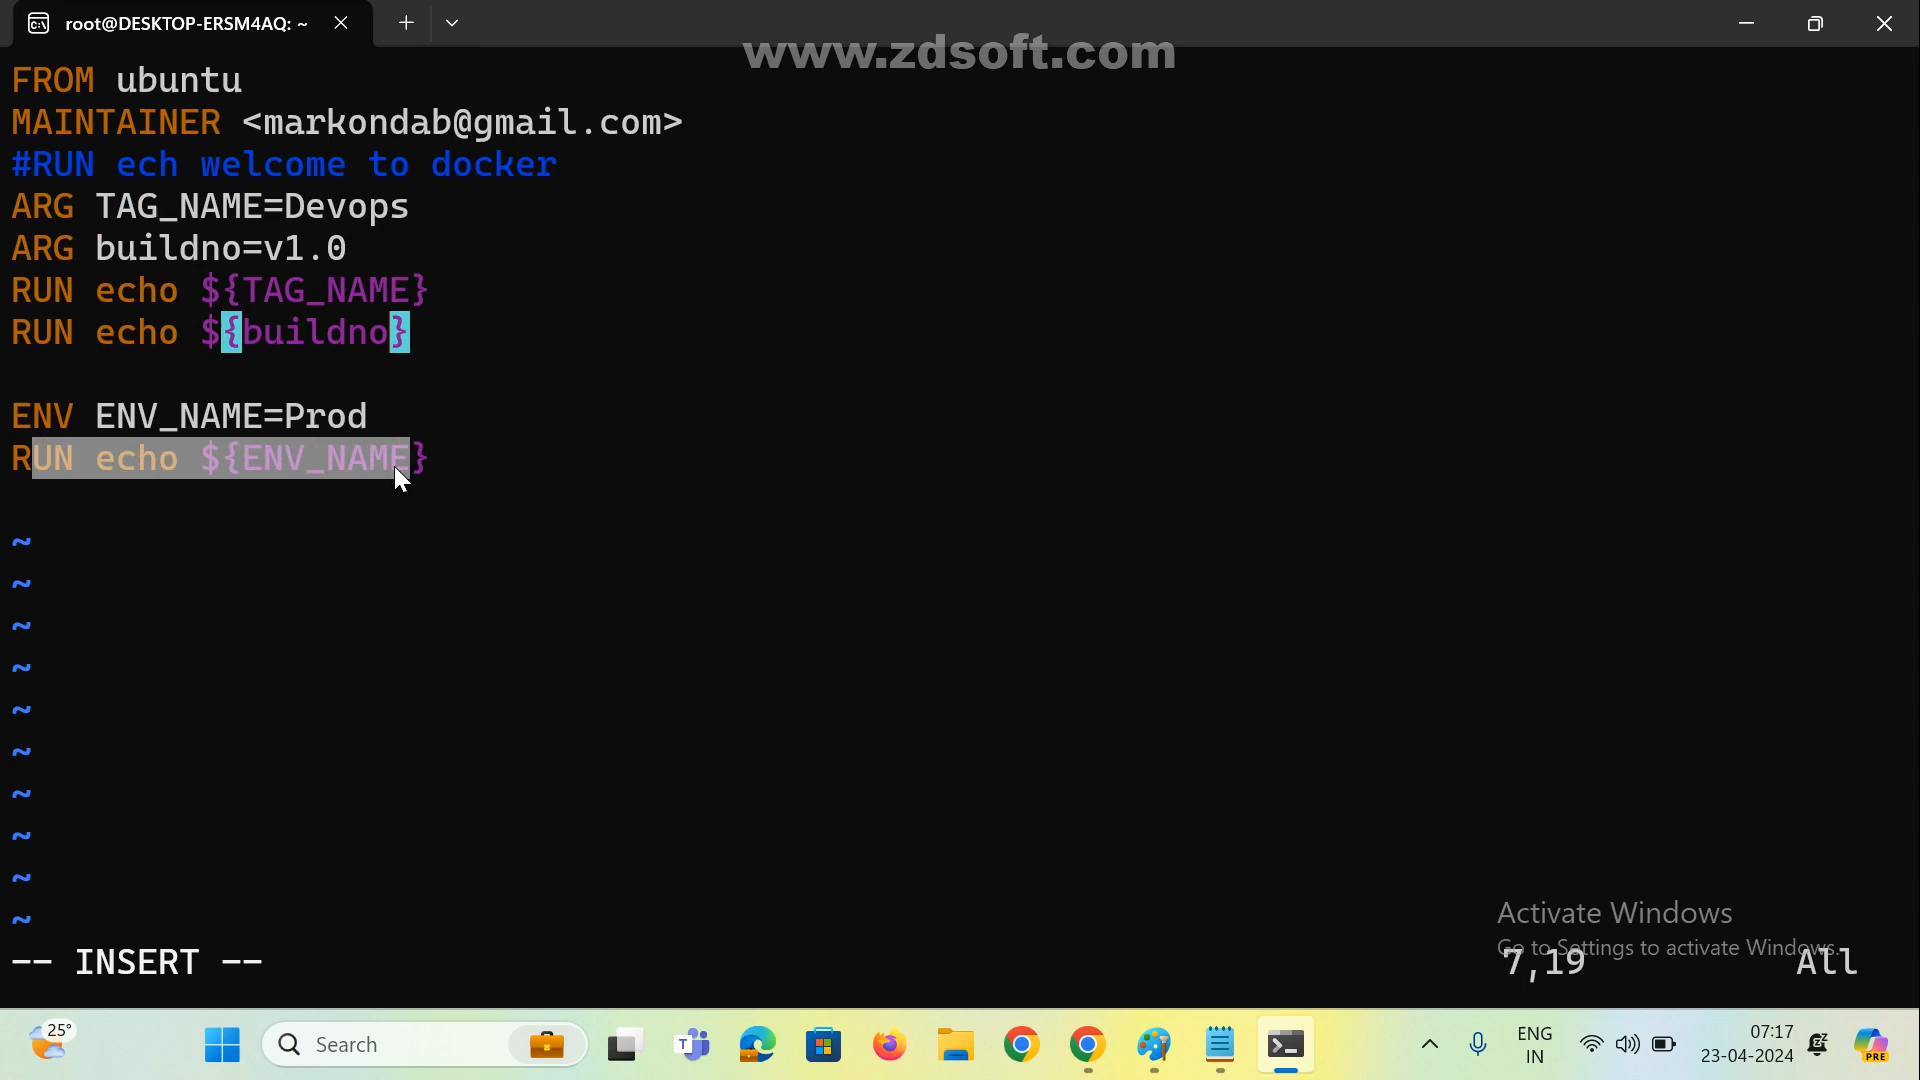 root@DESKTOP-ERSM4AQ: ~
www.zdsoft.com
FROM ubuntu
MAINTAINER <markondab@gmail.com>
#RUN ech welcome to docker
ARG TAG_NAME=Devops
ARG buildno=v1.0
RUN echo ${TAG_NAME}
RUN echo ${buildno}
ENV ENV_NAME=Prod
RUN echo ${ENV_NAME}
~
~
~
~
~
~
~
~
~
~
Activate Windows
Go to Settings to activate Windows.
-- INSERT -- 7,19 All
25°
Search
ENG
IN
07:17
23-04-2024
PRE